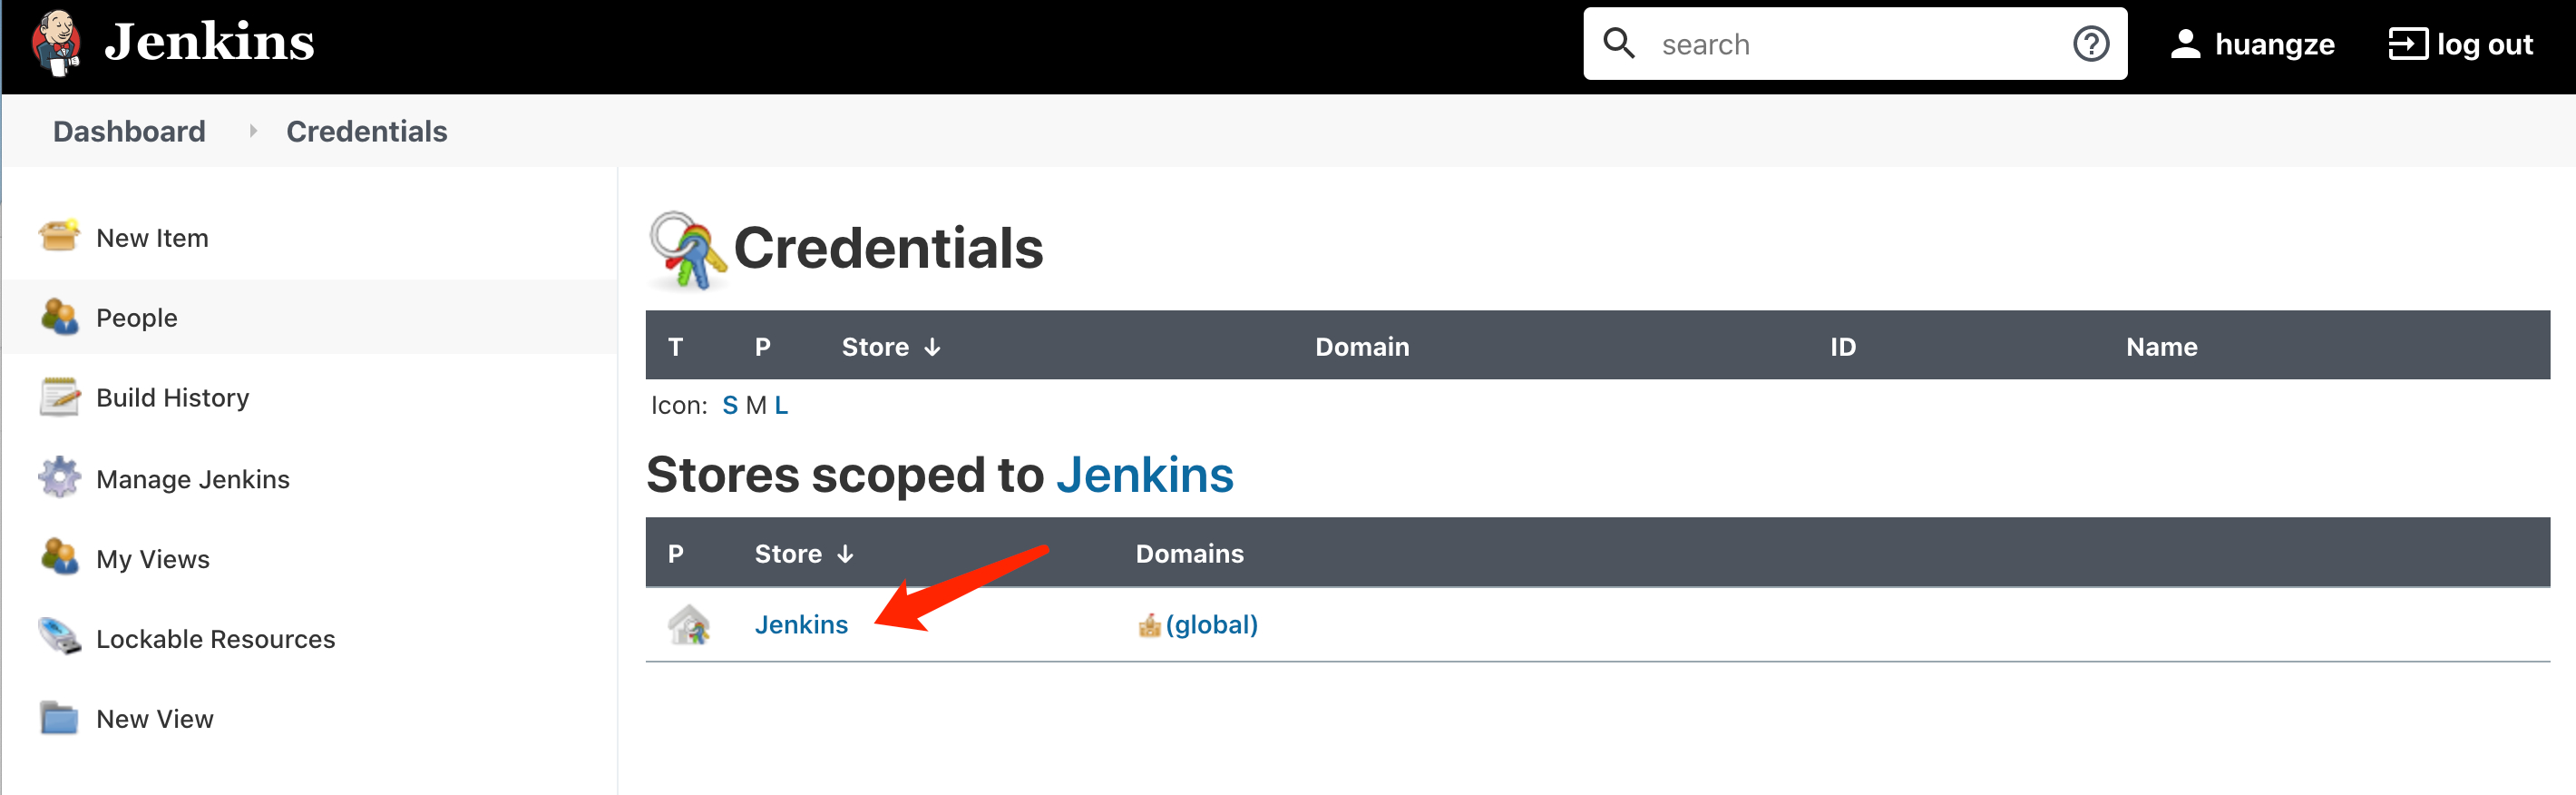 Jenkins search huangze log out
Dashboard Credentials
New Item
People
Build History
Manage Jenkins
My Views
Lockable Resources
New View
Credentials
T P Store ↓ Domain ID Name
Icon: S M L
Stores scoped to Jenkins
P Store ↓ Domains
Jenkins (global)